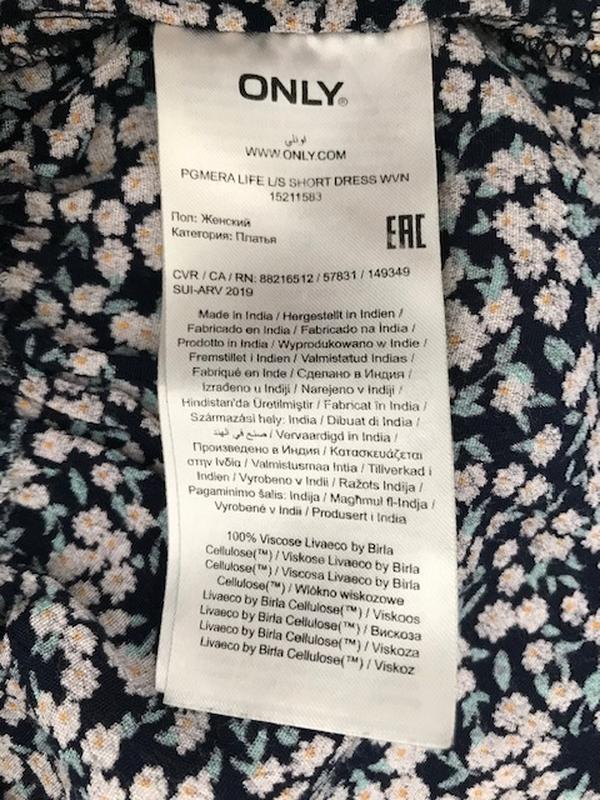 ONLY®
اونلي
WWW.ONLY.COM
PGMERA LIFE L/S SHORT DRESS WVN
15211583
Пол: Женский
Категория: Платья
EAC
CVR / CA / RN: 88216512 / 57831 / 149349
SUI-ARV 2019
Made in India / Hergestellt in Indien /
Fabricado en India / Fabricado na Índia /
Prodotto in India / Wyprodukowano w Indie /
Fremstillet i Indien / Valmistatud Indias /
Fabriqué en Inde / Сделано в Индия /
Izrađeno u Indiji / Narejeno v Indiji /
Hindistan'da Üretilmiştir / Fabricat în India /
Származási hely: India / Dibuat di India /
صنع في الهند / Vervaardigd in India /
Произведено в Индия / Κατασκευάζεται
στην Ινδία / Valmistusmaa Intia / Tillverkad i
Indien / Vyrobeno v Indii / Ražots Indija /
Pagaminimo šalis: Indija / Magħmul fl-Indja /
Vyrobené v Indii / Produsert i India
100% Viscose Livaeco by Birla
Cellulose(™) / Viskose Livaeco by Birla
Cellulose(™) / Viscosa Livaeco by Birla
Cellulose(™) / Włókno wiskozowe
Livaeco by Birla Cellulose(™) / Viskoos
Livaeco by Birla Cellulose(™) / Вискоза
Livaeco by Birla Cellulose(™) / Viskoza
Livaeco by Birla Cellulose(™) / Viskoz